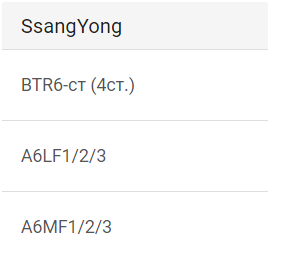 SsangYong
BTR6-ст (4ст.)
A6LF1/2/3
A6MF1/2/3